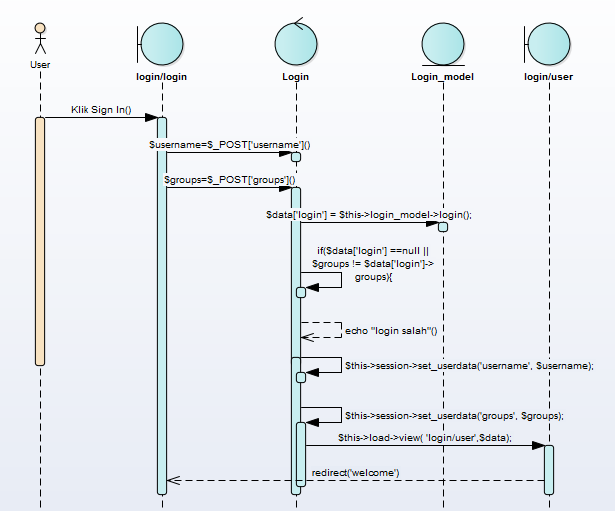 User
login/login
Login
Login_model
login/user
Klik Sign In()
$username=$_POST['username']()
$groups=$_POST['groups']()
$data['login'] = $this->login_model->login();
if($data['login'] ==null ||
$groups != $data['login']->
groups){
echo "login salah"()
$this->session->set_userdata('username', $username);
$this->session->set_userdata('groups', $groups);
$this->load->view( 'login/user',$data);
redirect('welcome')